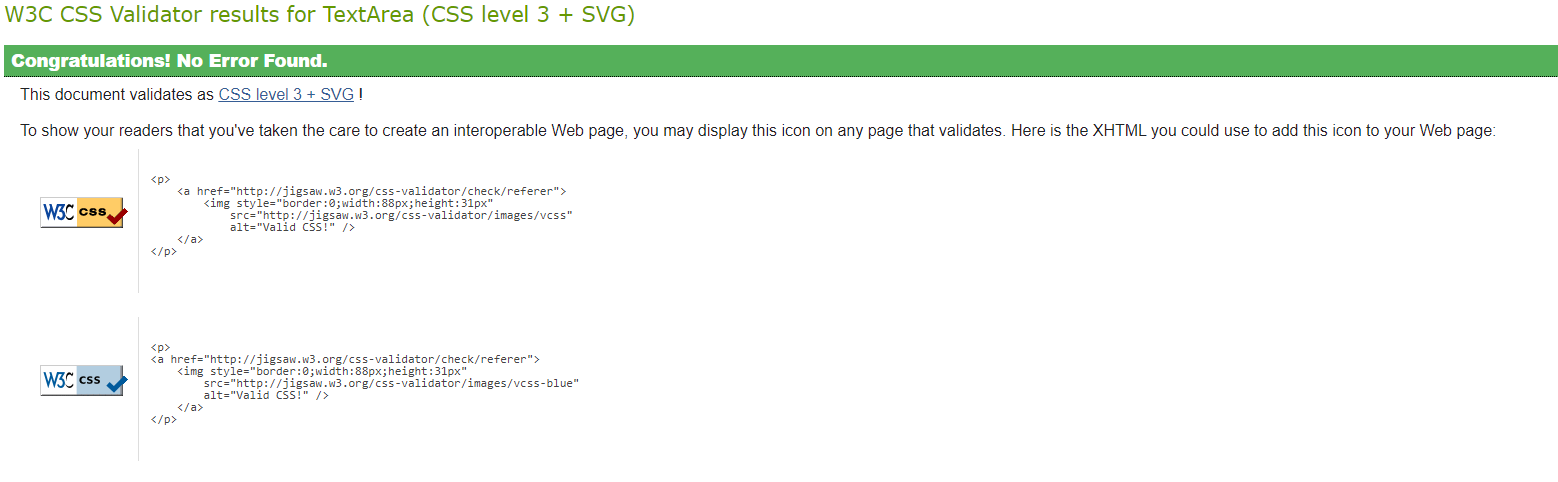 W3C CSS Validator results for TextArea (CSS level 3 + SVG)
Congratulations! No Error Found.
This document validates as CSS level 3 + SVG !
To show your readers that you've taken the care to create an interoperable Web page, you may display this icon on any page that validates. Here is the XHTML you could use to add this icon to your Web page:
W3C css
<p>
<a href="http://jigsaw.w3.org/css-validator/check/referer">
<img style="border:0;width:88px;height:31px"
src="http://jigsaw.w3.org/css-validator/images/vcss"
alt="Valid CSS!" />
</a>
</p>
W3C css
<p>
<a href="http://jigsaw.w3.org/css-validator/check/referer">
<img style="border:0;width:88px;height:31px"
src="http://jigsaw.w3.org/css-validator/images/vcss-blue"
alt="Valid CSS!" />
</a>
</p>